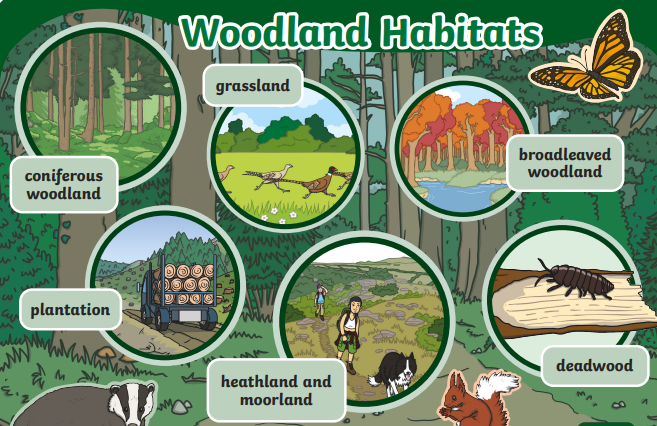 Woodland Habitats
grassland
coniferous
woodland
broadleaved
woodland
plantation
heathland and
moorland
deadwood